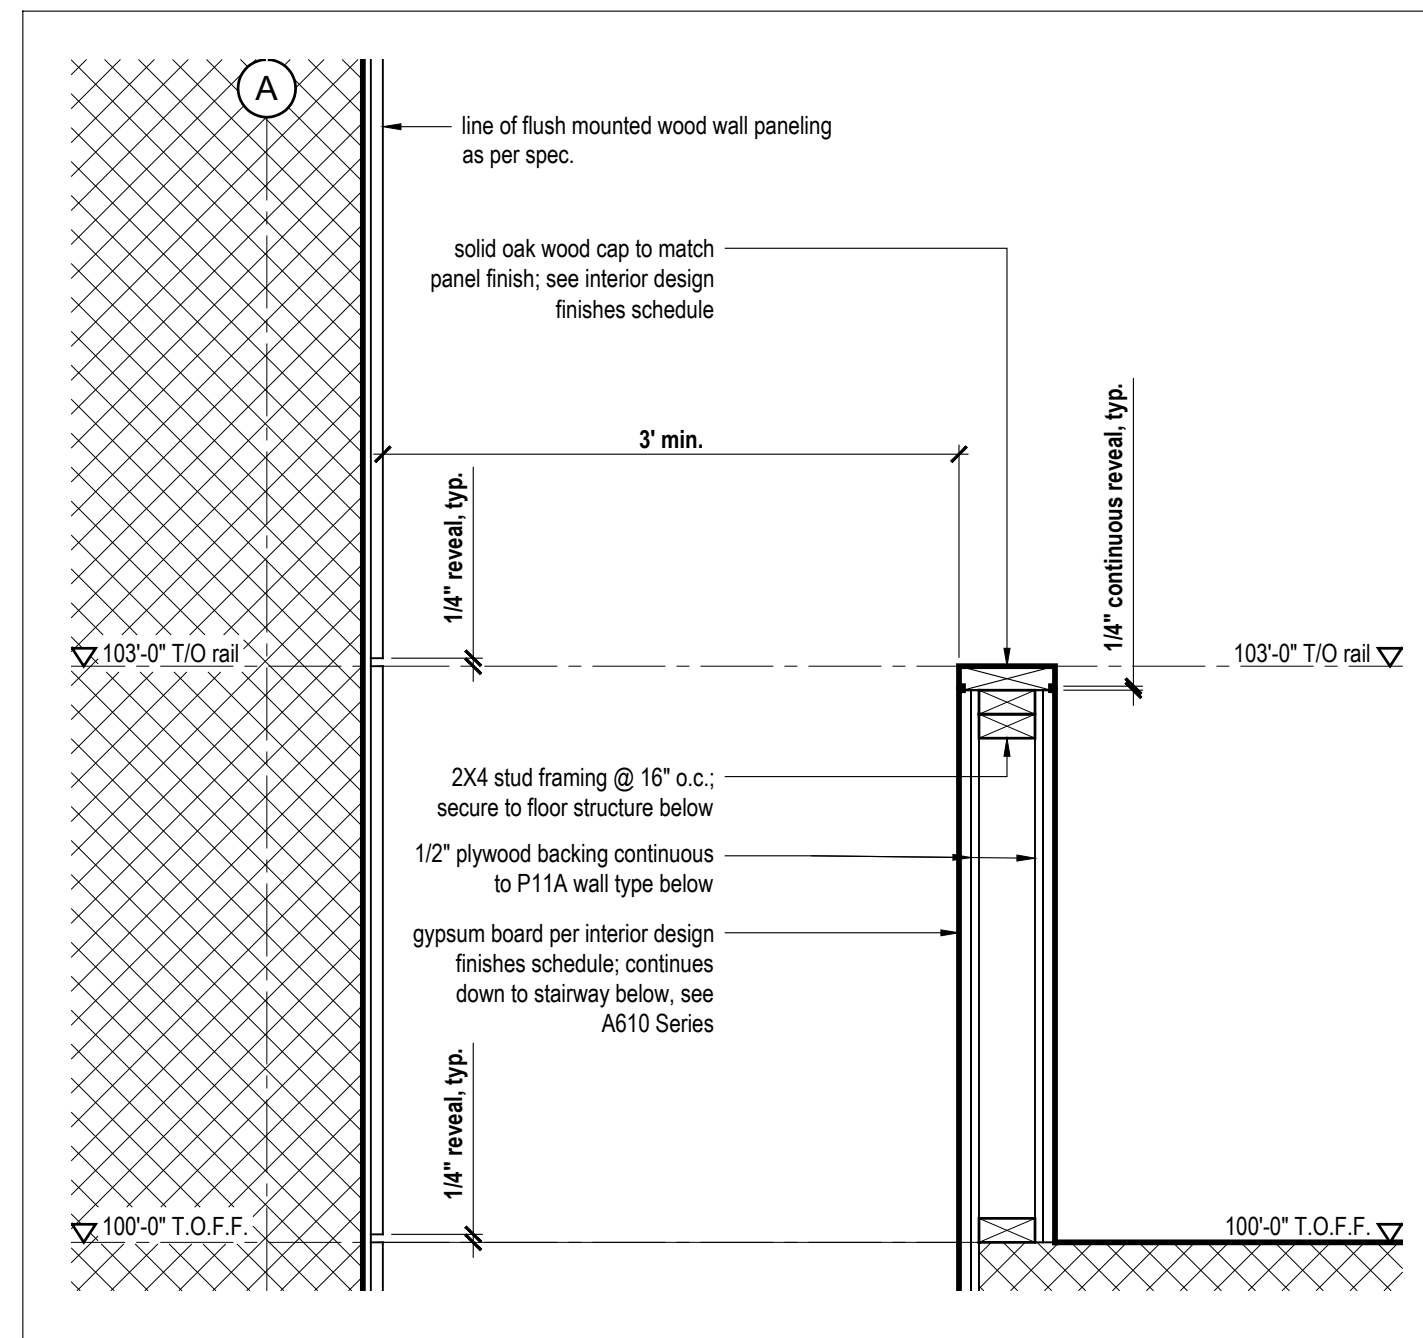 A
line of flush mounted wood wall paneling
as per spec.
solid oak wood cap to match
panel finish; see interior design
finishes schedule
3' min.
1/4" reveal, typ.
1/4" continuous reveal, typ.
103'-0" T/O rail
103'-0" T/O rail
2X4 stud framing @ 16" o.c.;
secure to floor structure below
1/2" plywood backing continuous
to P11A wall type below
gypsum board per interior design
finishes schedule; continues
down to stairway below, see
A610 Series
1/4" reveal, typ.
100'-0" T.O.F.F.
100'-0" T.O.F.F.